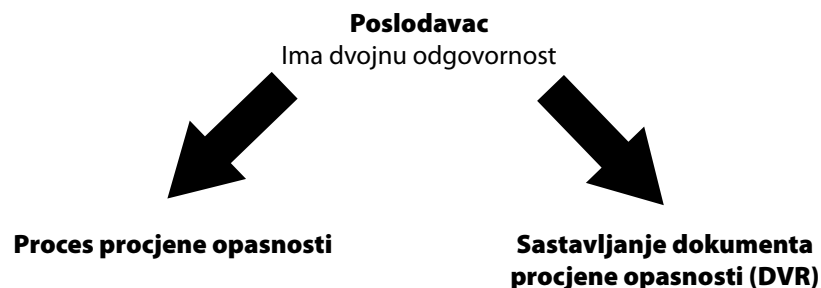 Poslodavac
Ima dvojnu odgovornost
Proces procjene opasnosti
Sastavljanje dokumenta
procjene opasnosti (DVR)